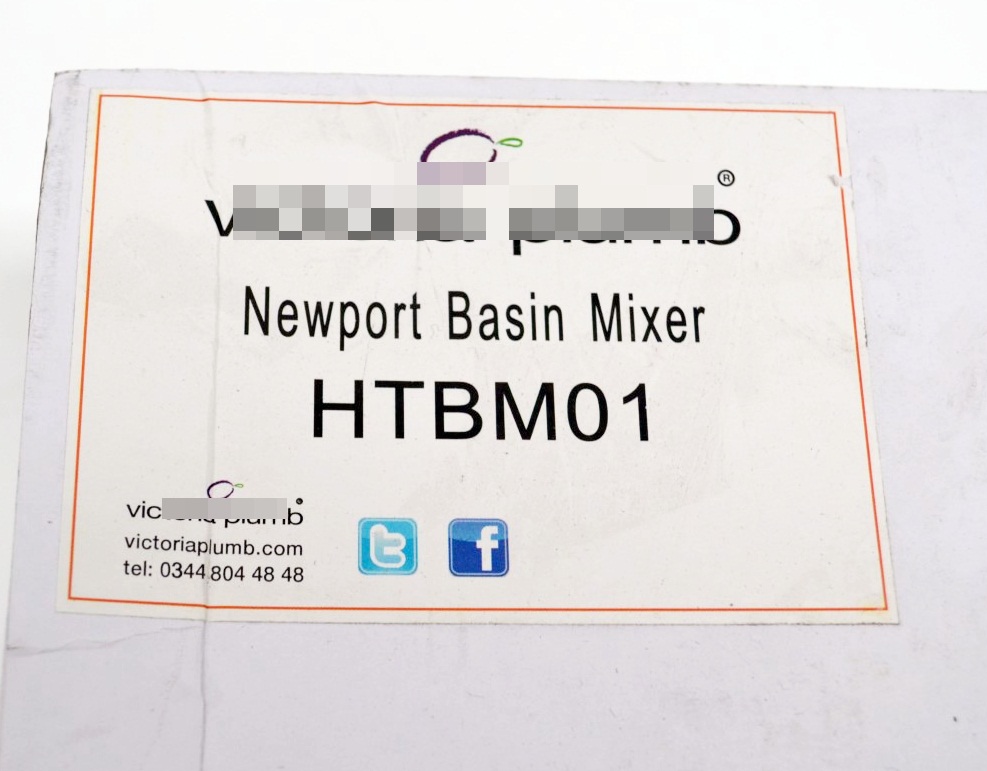 Newport Basin Mixer
HTBM01
victoriaplumb.com
tel: 0344 804 48 48